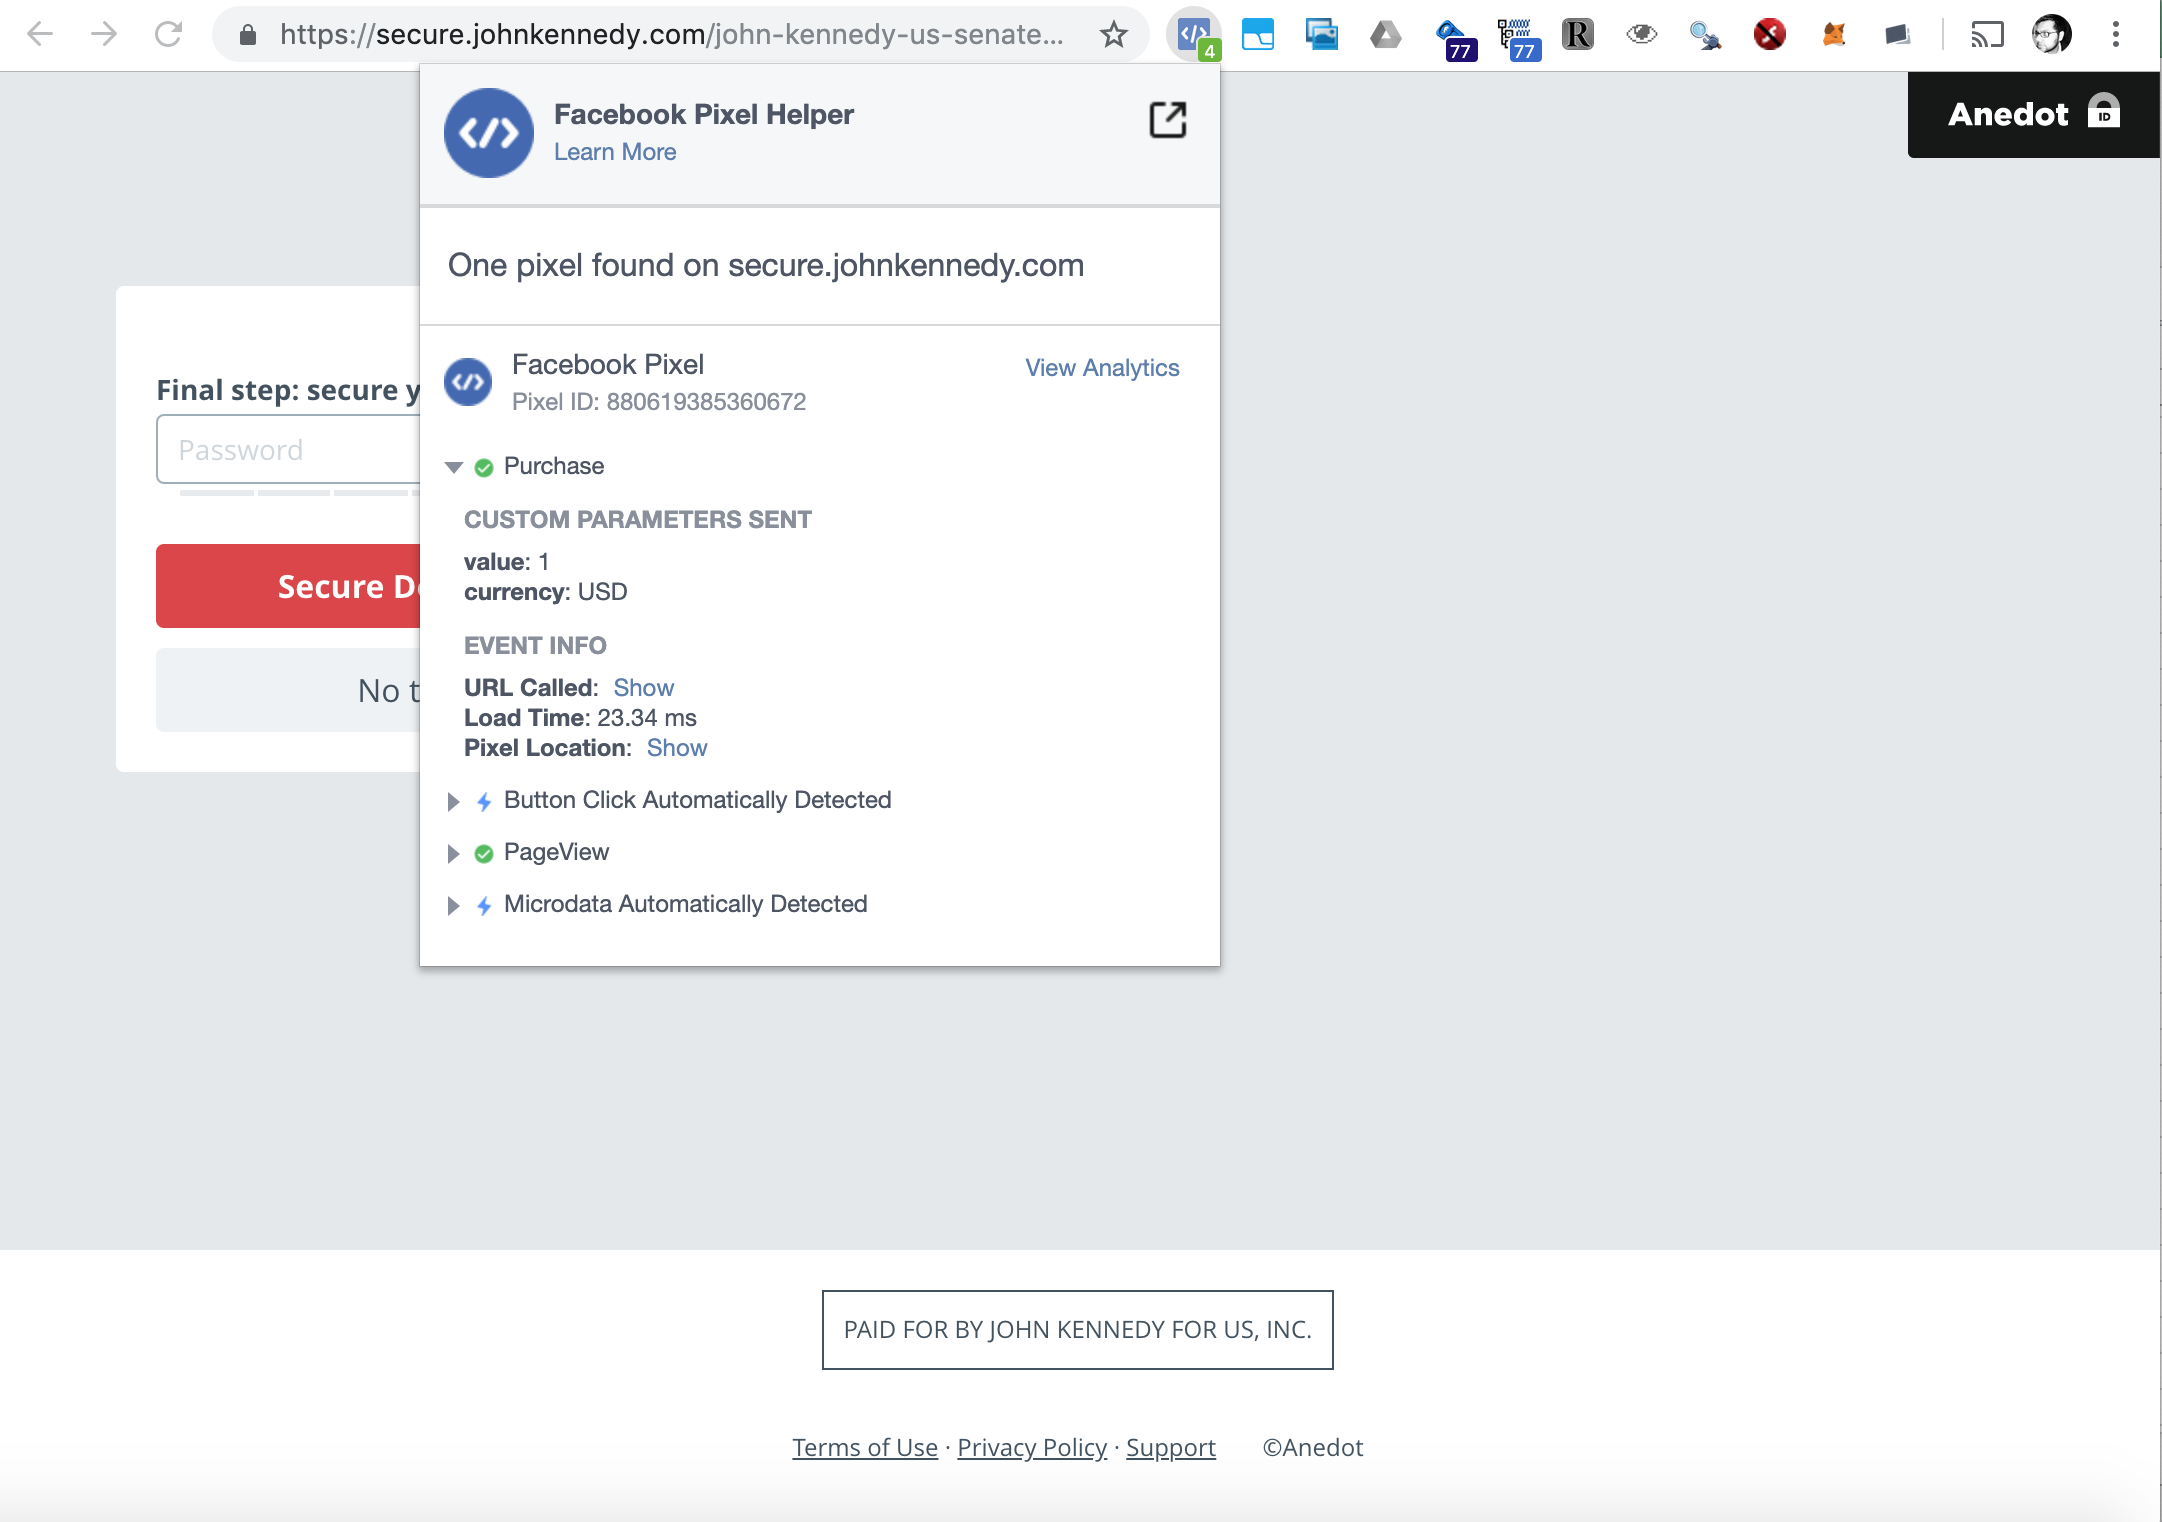 https://secure.johnkennedy.com/john-kennedy-us-senate...
4
77
77
R
Anedot
ID
Facebook Pixel Helper
Learn More
One pixel found on secure.johnkennedy.com
Facebook Pixel
View Analytics
Pixel ID: 880619385360672
Purchase
CUSTOM PARAMETERS SENT
value: 1
currency: USD
EVENT INFO
URL Called: Show
Load Time: 23.34 ms
Pixel Location: Show
Button Click Automatically Detected
PageView
Microdata Automatically Detected
Final step: secure y
Password
Secure D
No t
PAID FOR BY JOHN KENNEDY FOR US, INC.
Terms of Use · Privacy Policy · Support ©Anedot